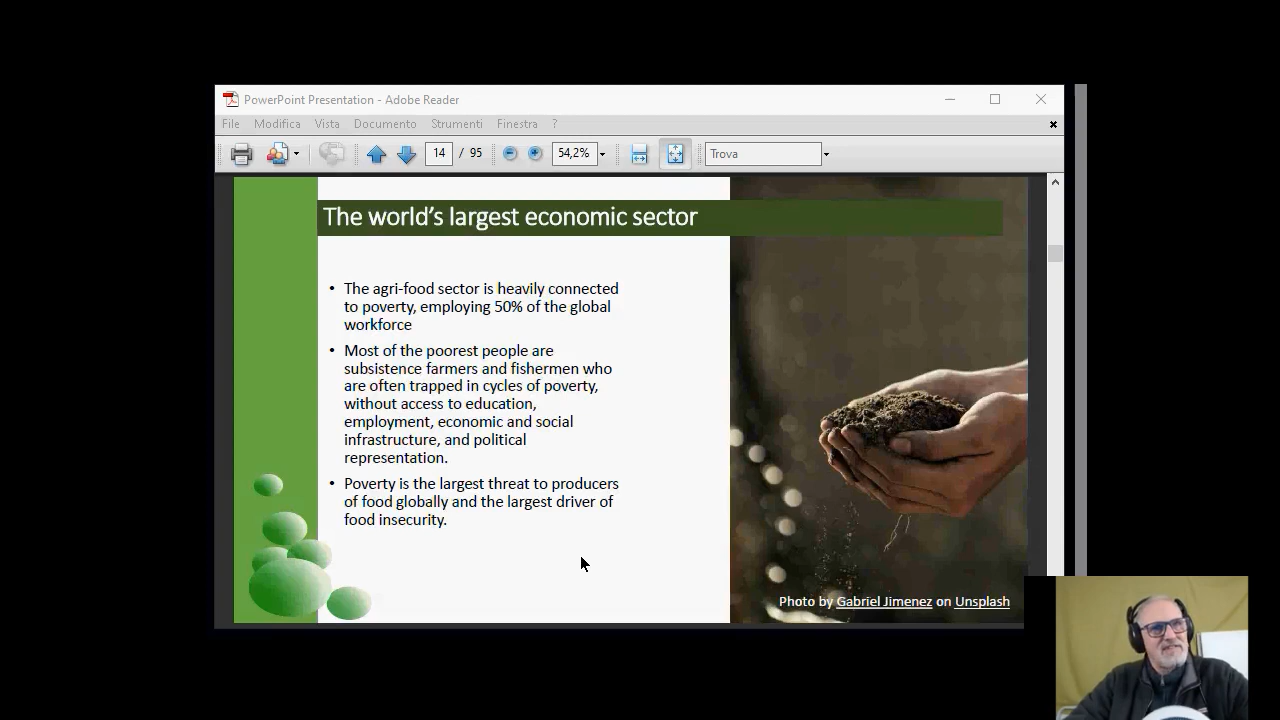 PowerPoint Presentation - Adobe Reader
File Modifica Vista Documento Strumenti Finestra ?
14 / 95 54,2% Trova
The world's largest economic sector
• The agri-food sector is heavily connected
to poverty, employing 50% of the global
workforce
• Most of the poorest people are
subsistence farmers and fishermen who
are often trapped in cycles of poverty,
without access to education,
employment, economic and social
infrastructure, and political
representation.
• Poverty is the largest threat to producers
of food globally and the largest driver of
food insecurity.
Photo by Gabriel Jimenez on Unsplash